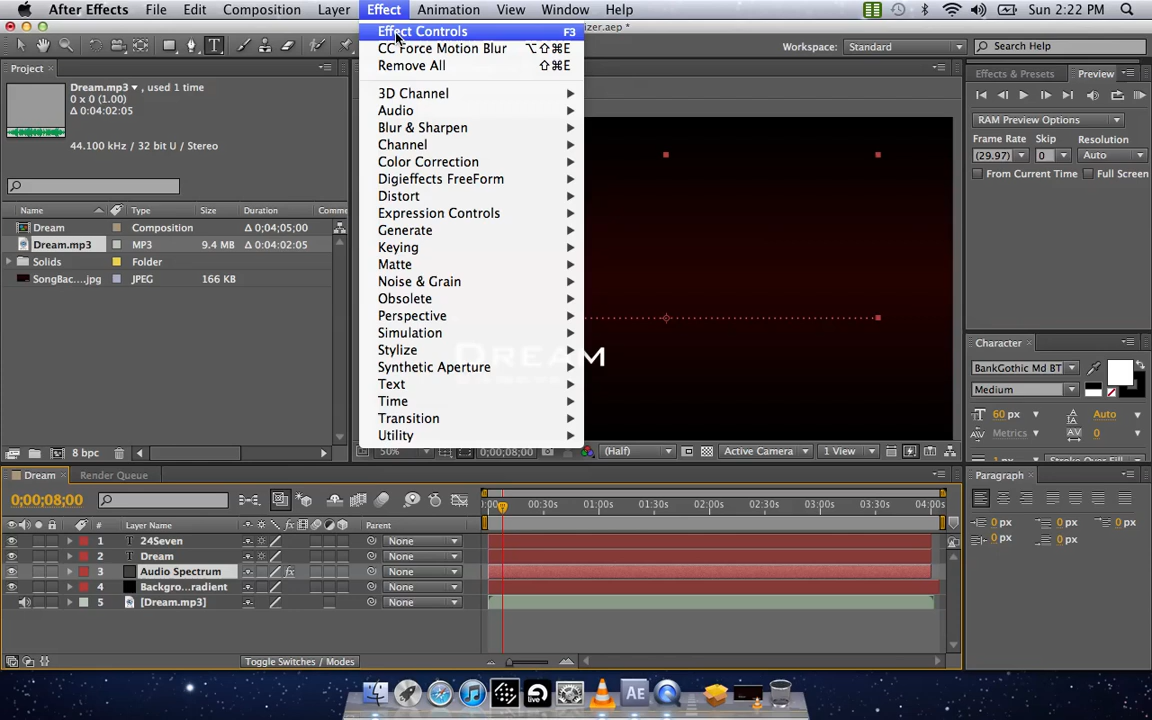 After Effects File Edit Composition Layer Effect Animation View Window Help Sun 2:22 PM
izer.aep *
Workspace: Standard Search Help
Project
Dream.mp3 , used 1 time
0 x 0 (1.00)
Δ 0:04:02:05
44.100 kHz / 32 bit U / Stereo
Name Type Size Duration Comme
Dream Composition Δ 0;04;05;00
Dream.mp3 MP3 9.4 MB Δ 0:04:02:05
Solids Folder
SongBac....jpg JPEG 166 KB
8 bpc
Effect Controls F3
CC Force Motion Blur ⌥⇧⌘E
Remove All ⇧⌘E
3D Channel
Audio
Blur & Sharpen
Channel
Color Correction
Digieffects FreeForm
Distort
Expression Controls
Generate
Keying
Matte
Noise & Grain
Obsolete
Perspective
Simulation
Stylize
Synthetic Aperture
Text
Time
Transition
Utility
Dream
50% 0;00;08;00 (Half) Active Camera 1 View
Effects & Presets Preview
RAM Preview Options
Frame Rate Skip Resolution
(29.97) 0 Auto
From Current Time Full Screen
Character
BankGothic Md BT
Medium
60 px Auto
Metrics 0
px Stroke Over Fill
Paragraph
0 px 0 px 0 px
0 px 0 px
Dream Render Queue
0;00;08;00
:00s 00:30s 01:00s 01:30s 02:00s 02:30s 03:00s 03:30s 04:00s
# Layer Name fx Parent
1 T 24Seven None
2 T Dream None
3 Audio Spectrum fx None
4 Backgro...radient None
5 [Dream.mp3] None
Toggle Switches / Modes
AE